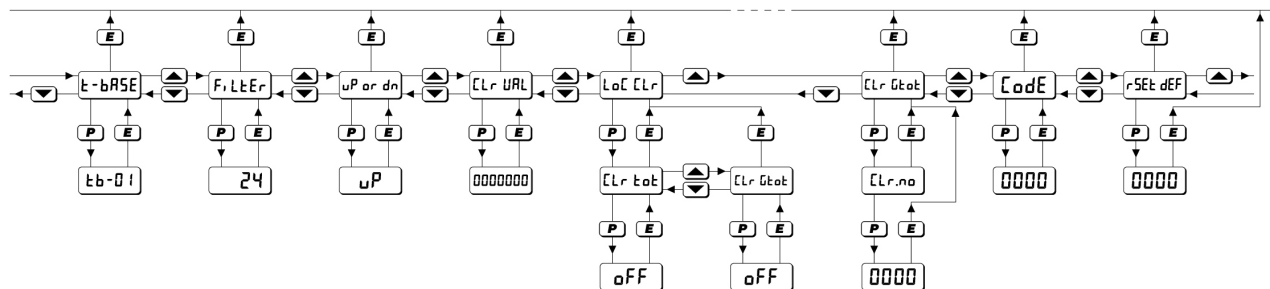 E E E E E E E E
t-bASE FiLtEr uP or dn CLr VAL LoC CLr CLr Gtot CodE rSEt dEF
P E P E P E P E P E E P E P E P E
tb-01 24 uP 0000000 CLr tot CLr Gtot CLr.no 0000 0000
P E P E P E
oFF oFF 0000